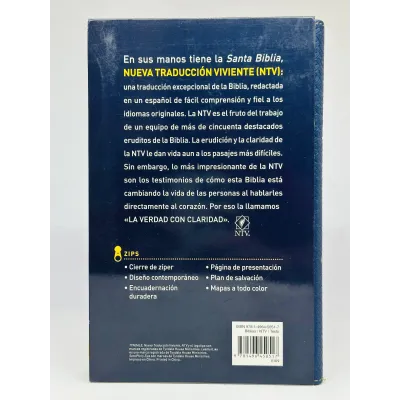 En sus manos tiene la Santa Biblia,
NUEVA TRADUCCIÓN VIVIENTE (NTV):
una traducción excepcional de la Biblia, redactada
en un español de fácil comprensión y fiel a los
idiomas originales. La NTV es el fruto del trabajo
de un equipo de más de cincuenta destacados
eruditos de la Biblia. La erudición y la claridad de
la NTV le dan vida aun a los pasajes más difíciles.
Sin embargo, lo más impresionante de la NTV
son los testimonios de cómo esta Biblia está
cambiando la vida de las personas al hablarles
directamente al corazón. Por eso la llamamos
«LA VERDAD CON CLARIDAD».
NTV
ZIPS
• Cierre de zíper
• Diseño contemporáneo
• Encuadernación
duradera
• Página de presentación
• Plan de salvación
• Mapas a todo color